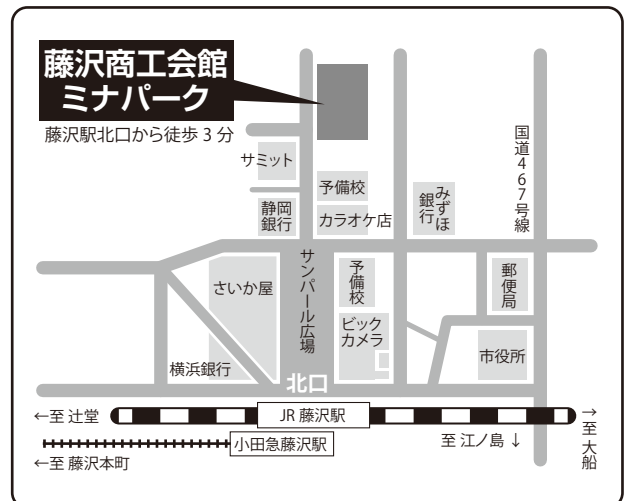 藤沢商工会館
ミナパーク
藤沢駅北口から徒歩 3 分
サミット
静岡
銀行
予備校
カラオケ店
みずほ
銀行
国道467号線
さいか屋
サンパール広場
予備校
ビック
カメラ
郵便局
市役所
横浜銀行
北口
←至 辻堂
JR 藤沢駅
→至 大船
小田急藤沢駅
至 江ノ島 ↓
←至 藤沢本町